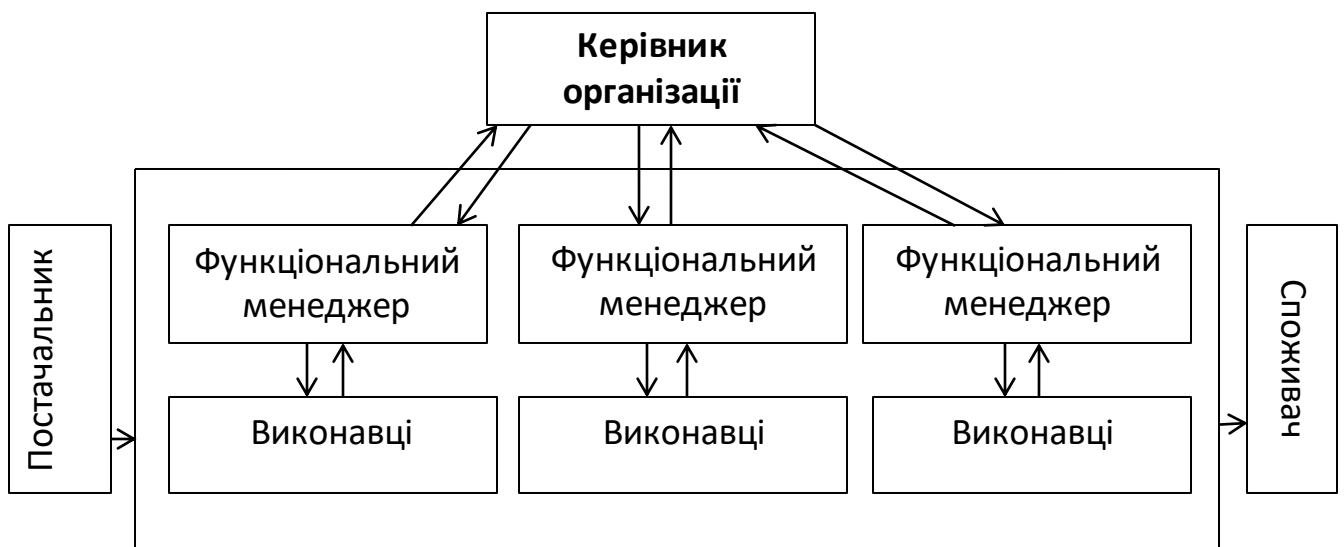 Керівник
організації
Постачальник
Функціональний
менеджер
Функціональний
менеджер
Функціональний
менеджер
Споживач
Виконавці
Виконавці
Виконавці